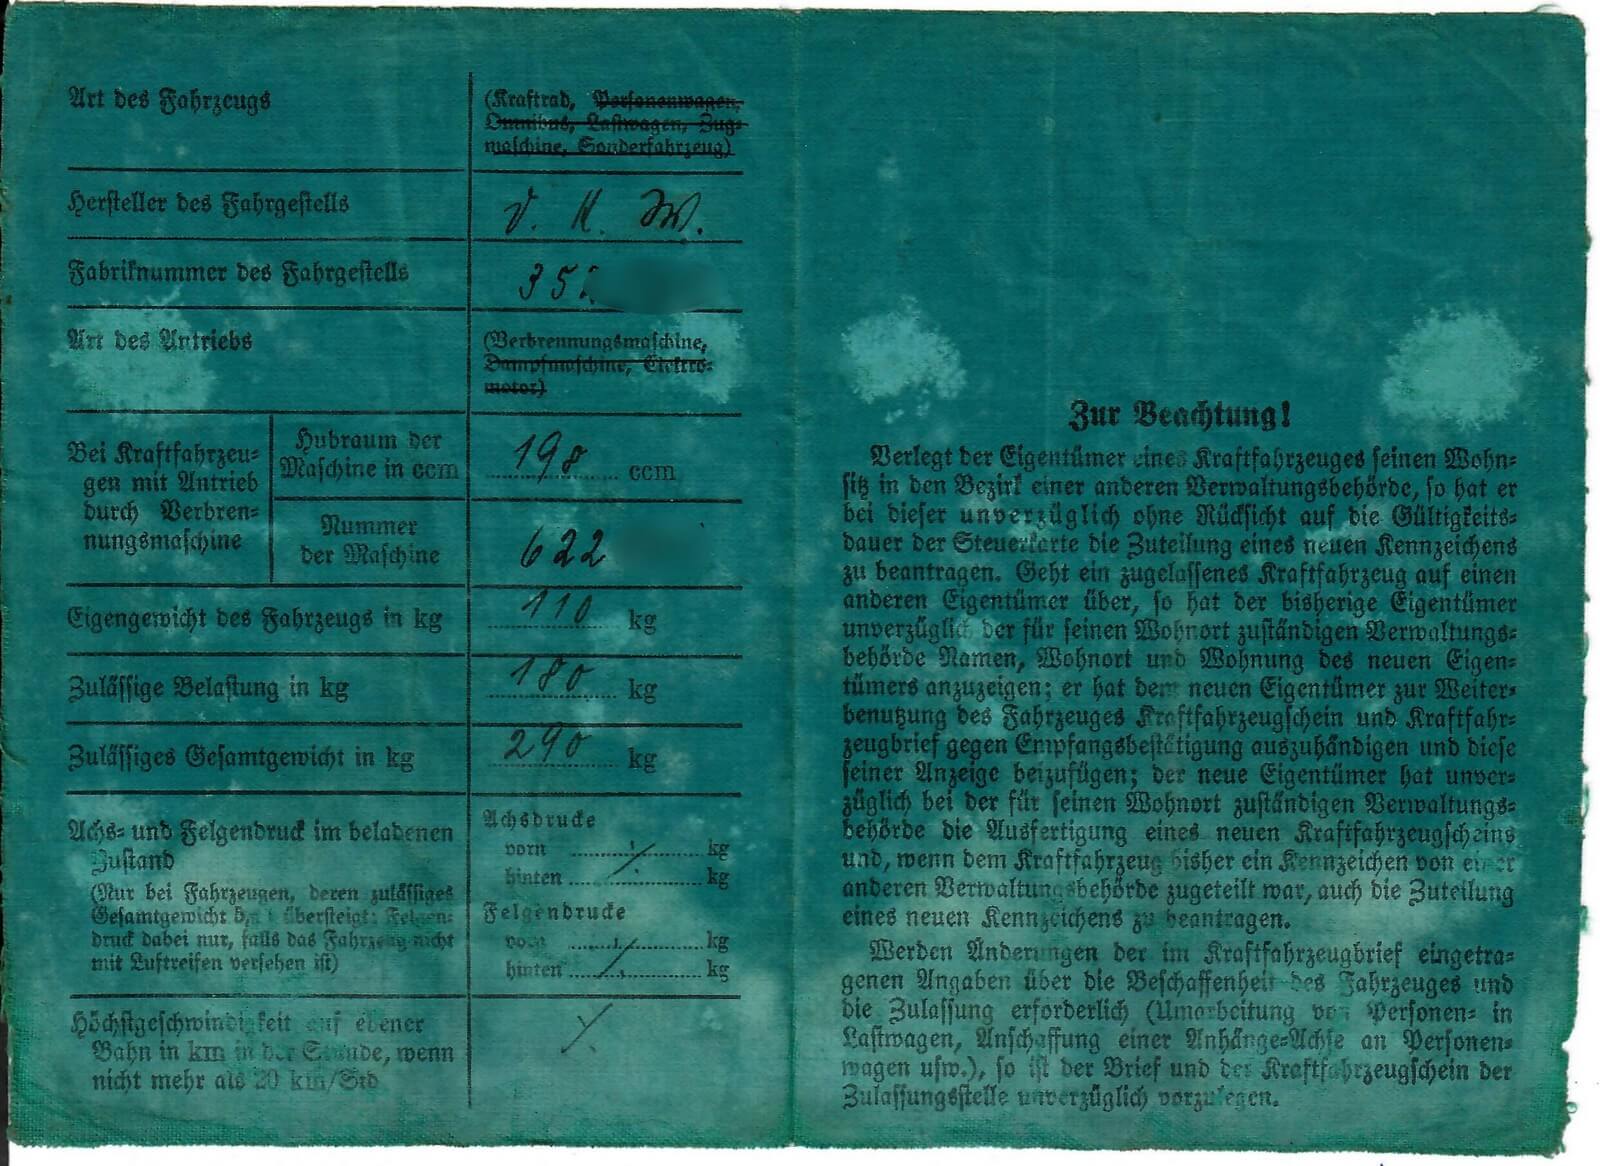 Art des Fahrzeugs
(Kraftrad, Personenwagen,
Omnibus, Lastwagen, Zug-
maschine, Sonderfahrzeug)
Hersteller des Fahrgestells
D. K. W.
Fabriknummer des Fahrgestells
35
Art des Antriebs
(Verbrennungsmaschine,
Dampfmaschine, Elektro-
motor)
Bei Kraftfahrzeu-
gen mit Antrieb
durch Verbren-
nungsmaschine
Hubraum der
Maschine in ccm
198 ccm
Nummer
der Maschine
622
Eigengewicht des Fahrzeugs in kg
110 kg
Zulässige Belastung in kg
180 kg
Zulässiges Gesamtgewicht in kg
290 kg
Achs- und Felgendruck im beladenen
Zustand
(Nur bei Fahrzeugen, deren zulässiges
Gesamtgewicht übersteigt; Felgen-
druck dabei nur, falls das Fahrzeug nicht
mit Luftreifen versehen ist)
Achsdrucke
vorn kg
hinten kg
Felgendrucke
vorn kg
hinten kg
Höchstgeschwindigkeit auf ebener
Bahn in km in der Stunde, wenn
nicht mehr als 20 km/Std
Zur Beachtung!
Verlegt der Eigentümer eines Kraftfahrzeuges seinen Wohn-
sitz in den Bezirk einer anderen Verwaltungsbehörde, so hat er
bei dieser unverzüglich ohne Rücksicht auf die Gültigkeits-
dauer der Steuerkarte die Zuteilung eines neuen Kennzeichens
zu beantragen. Geht ein zugelassenes Kraftfahrzeug auf einen
anderen Eigentümer über, so hat der bisherige Eigentümer
unverzüglich der für seinen Wohnort zuständigen Verwaltungs-
behörde Namen, Wohnort und Wohnung des neuen Eigen-
tümers anzuzeigen; er hat dem neuen Eigentümer zur Weiter-
benutzung des Fahrzeuges Kraftfahrzeugschein und Kraftfahr-
zeugbrief gegen Empfangsbestätigung auszuhändigen und diese
seiner Anzeige beizufügen; der neue Eigentümer hat unver-
züglich bei der für seinen Wohnort zuständigen Verwaltungs-
behörde die Ausfertigung eines neuen Kraftfahrzeugscheins
und, wenn dem Kraftfahrzeug bisher ein Kennzeichen von einer
anderen Verwaltungsbehörde zugeteilt war, auch die Zuteilung
eines neuen Kennzeichens zu beantragen.
Werden Änderungen der im Kraftfahrzeugbrief eingetra-
genen Angaben über die Beschaffenheit des Fahrzeuges und
die Zulassung erforderlich (Umarbeitung von Personen- in
Lastwagen, Anschaffung einer Anhänge-Achse an Personen-
wagen usw.), so ist der Brief und der Kraftfahrzeugschein der
Zulassungsstelle unverzüglich vorzulegen.